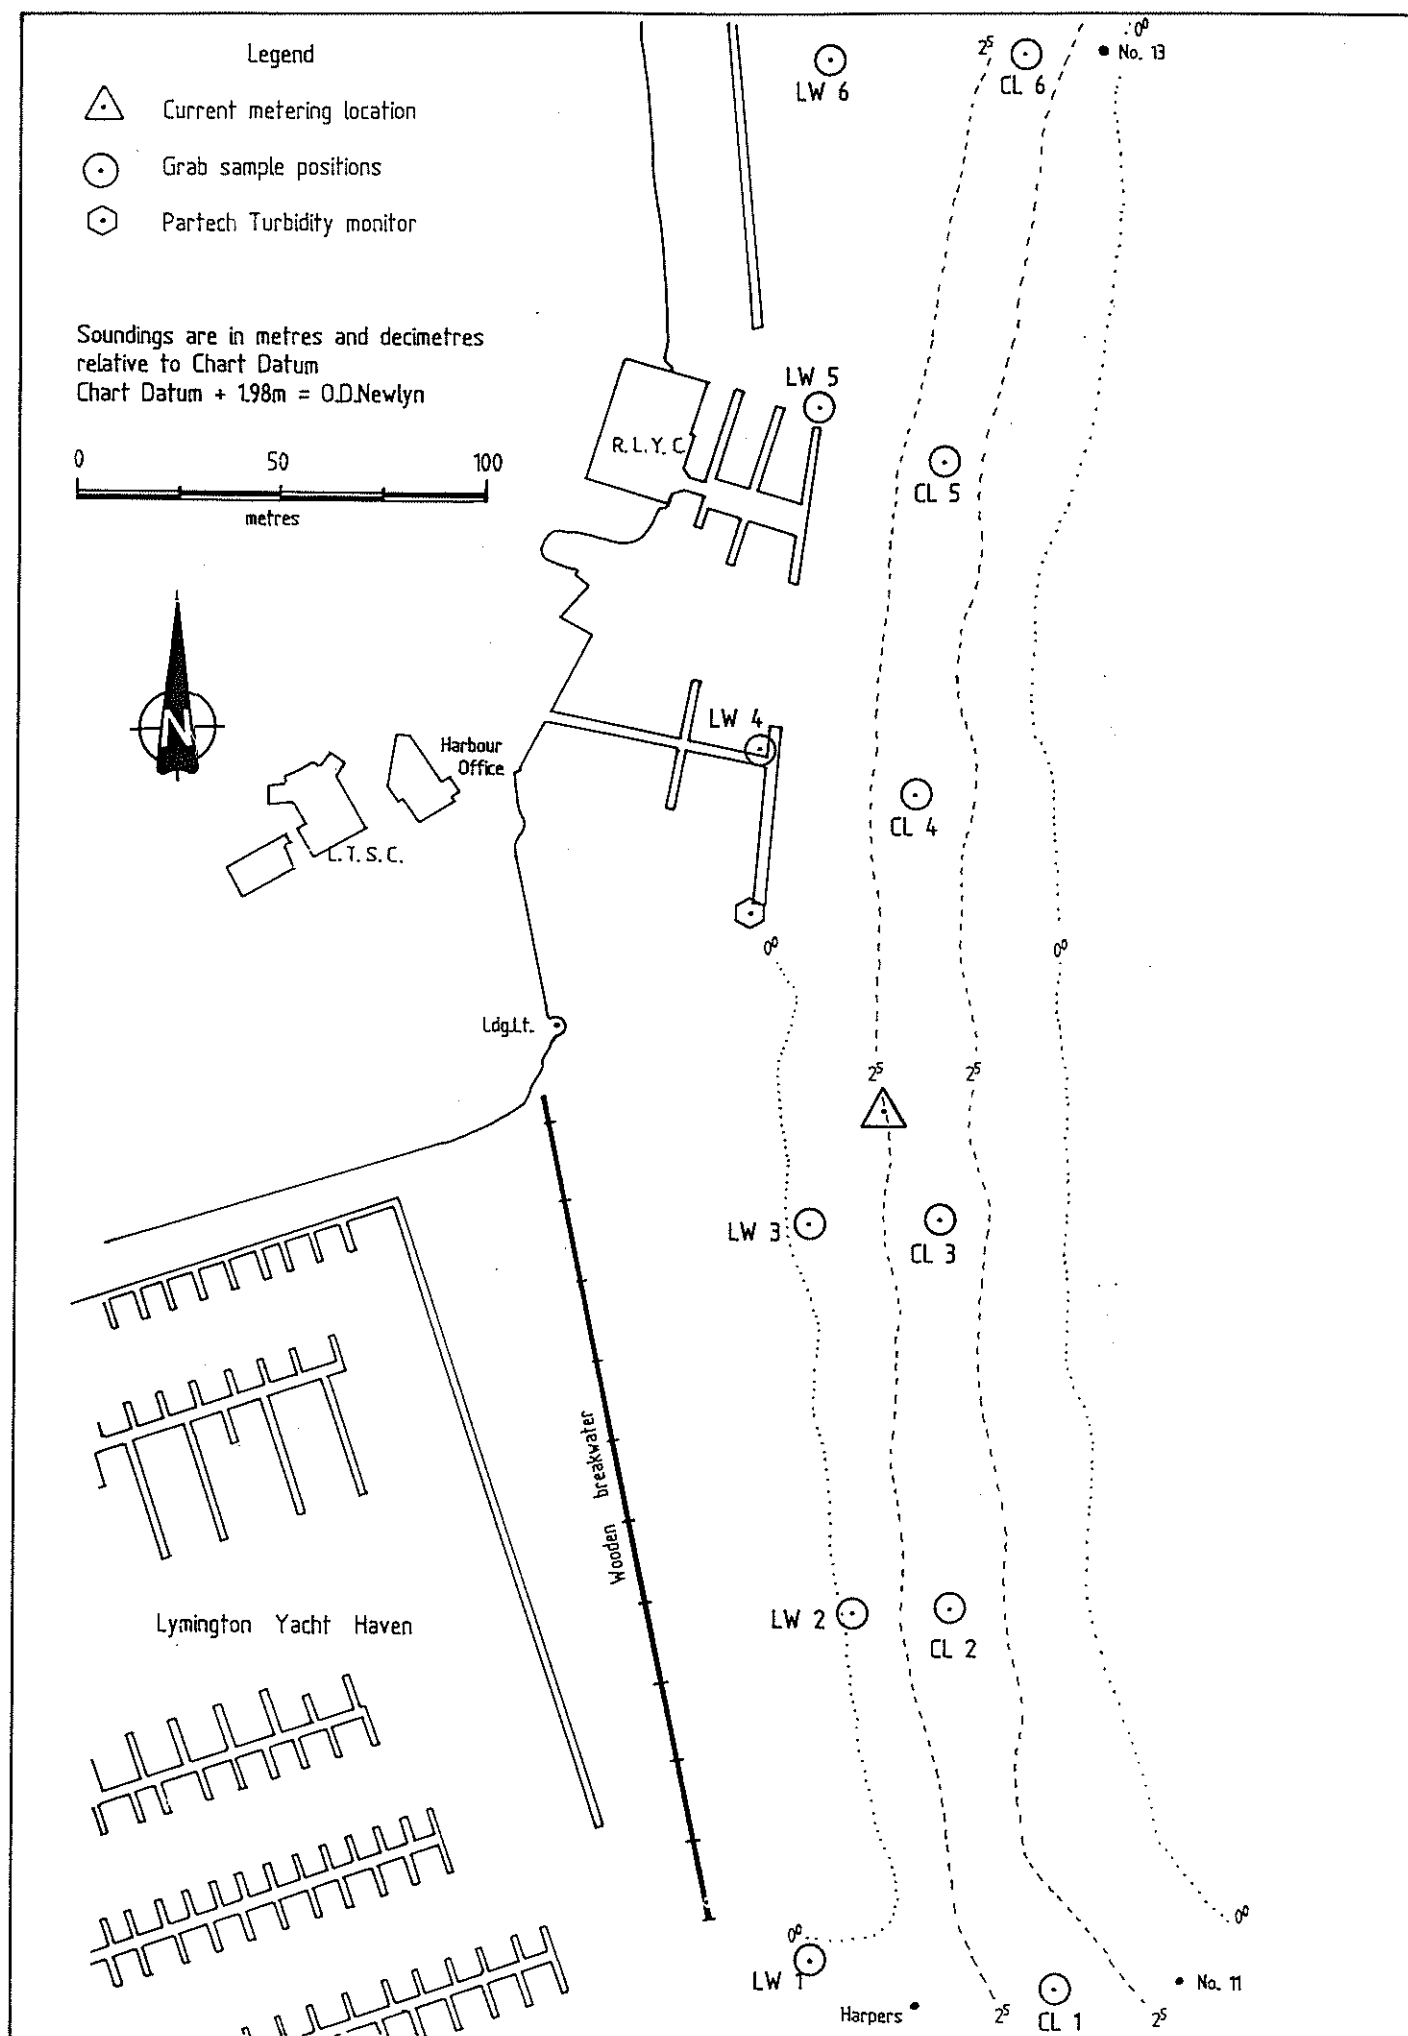 Legend
Current metering location
Grab sample positions
Partech Turbidity monitor
Soundings are in metres and decimetres
relative to Chart Datum
Chart Datum + 1.98m = O.D.Newlyn
0 50 100
metres
N
LW 6
2⁵
CL 6
0⁰
No. 13
LW 5
R.L.Y.C.
CL 5
LW 4
Harbour
Office
CL 4
L.T.S.C.
0⁰
0⁰
Ldg.Lt.
2⁵
2⁵
LW 3
CL 3
Wooden breakwater
LW 2
CL 2
Lymington Yacht Haven
0⁰
0⁰
LW 1
No. 11
Harpers
2⁵
CL 1
2⁵